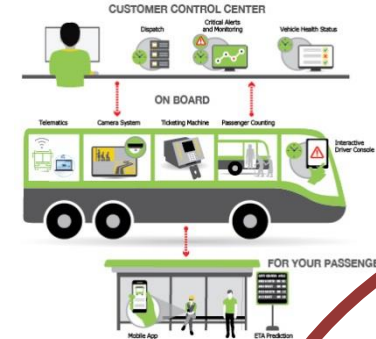 CUSTOMER CONTROL CENTER
Dispatch
Critical Alerts
and Monitoring
Vehicle Health Status
ON BOARD
Telematics
Camera System
Ticketing Machine
Passenger Counting
Interactive
Driver Console
FOR YOUR PASSENGE
Mobile App
ETA Prediction